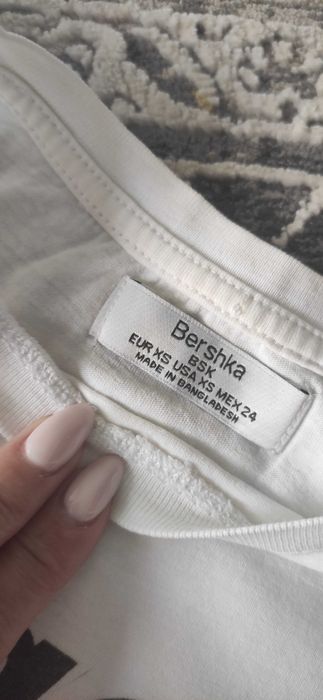 Bershka
BSK
EUR XS USA XS MEX 24
MADE IN BANGLADESH